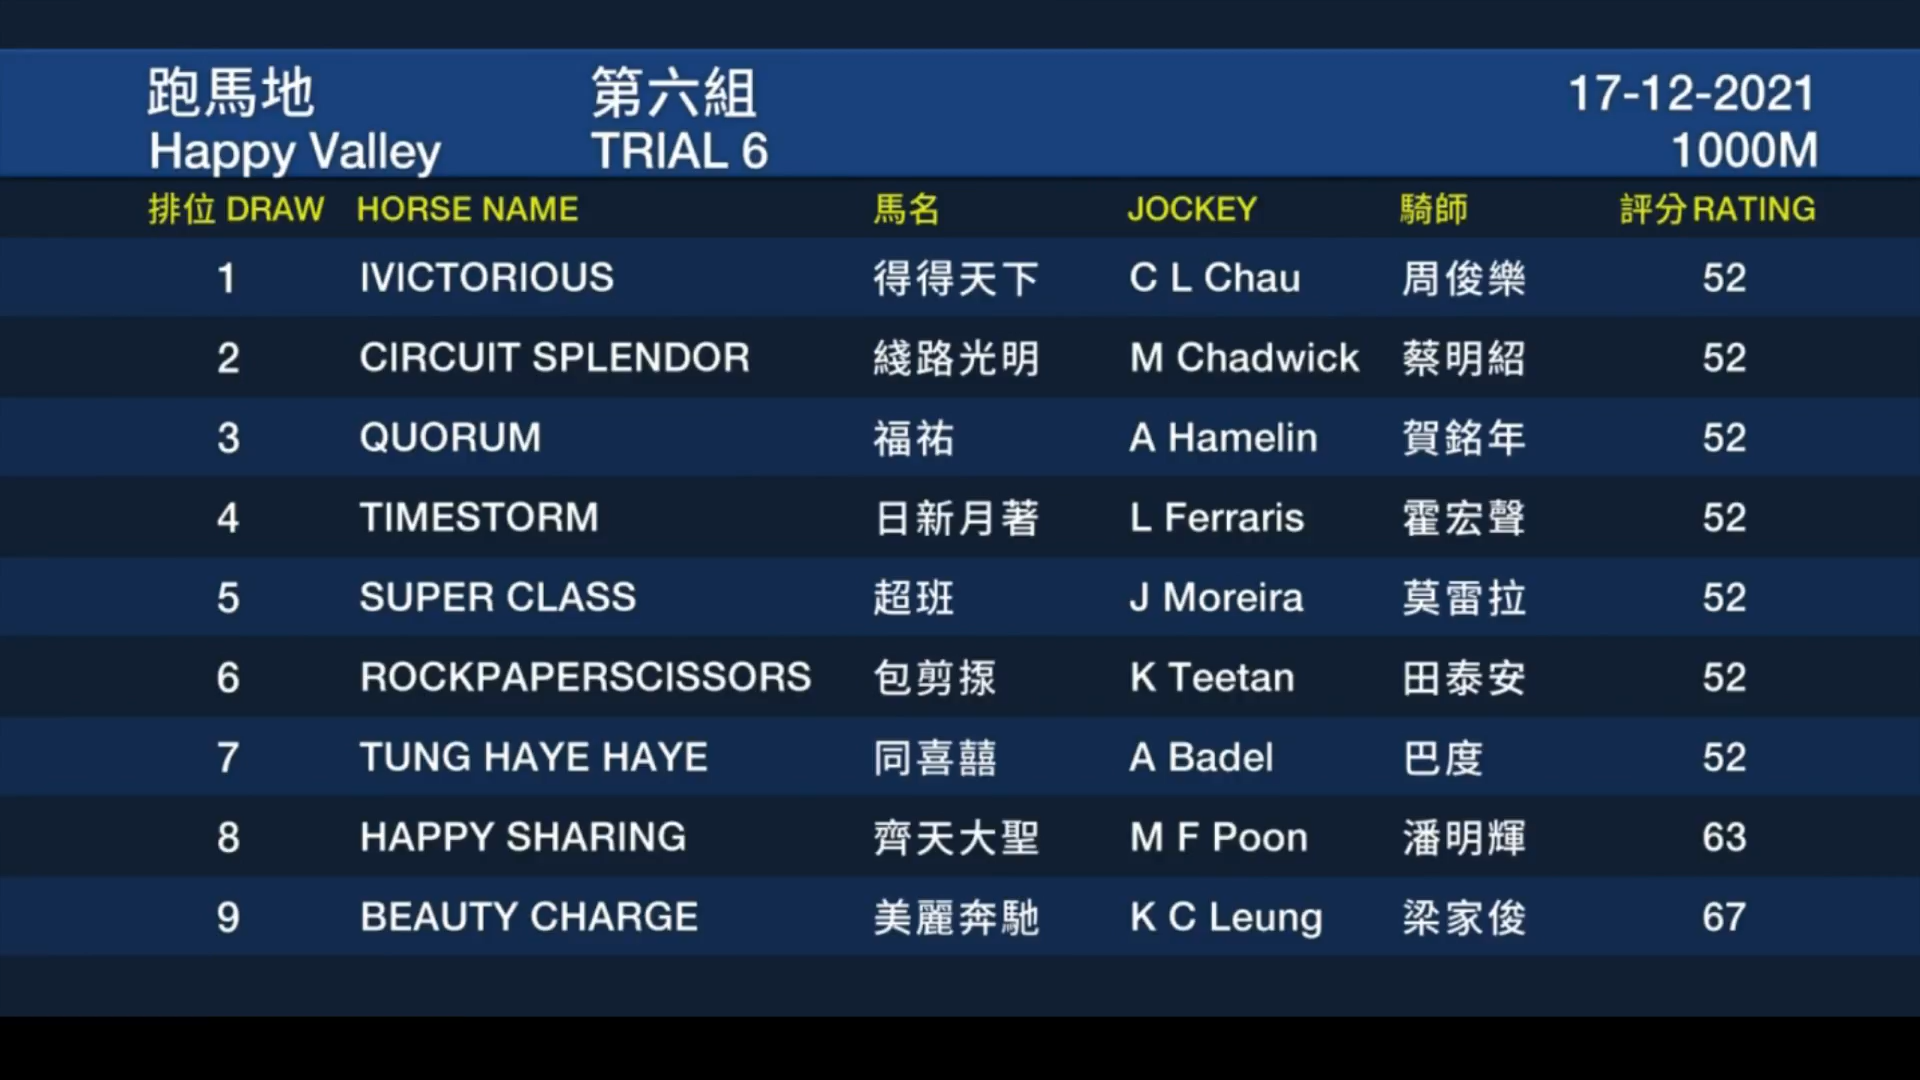 跑馬地 第六組 17-12-2021
Happy Valley TRIAL 6 1000M
排位 DRAW HORSE NAME 馬名 JOCKEY 騎師 評分 RATING
1 IVICTORIOUS 得得天下 C L Chau 周俊樂 52
2 CIRCUIT SPLENDOR 綫路光明 M Chadwick 蔡明紹 52
3 QUORUM 福祐 A Hamelin 賀銘年 52
4 TIMESTORM 日新月著 L Ferraris 霍宏聲 52
5 SUPER CLASS 超班 J Moreira 莫雷拉 52
6 ROCKPAPERSCISSORS 包剪揼 K Teetan 田泰安 52
7 TUNG HAYE HAYE 同喜囍 A Badel 巴度 52
8 HAPPY SHARING 齊天大聖 M F Poon 潘明輝 63
9 BEAUTY CHARGE 美麗奔馳 K C Leung 梁家俊 67